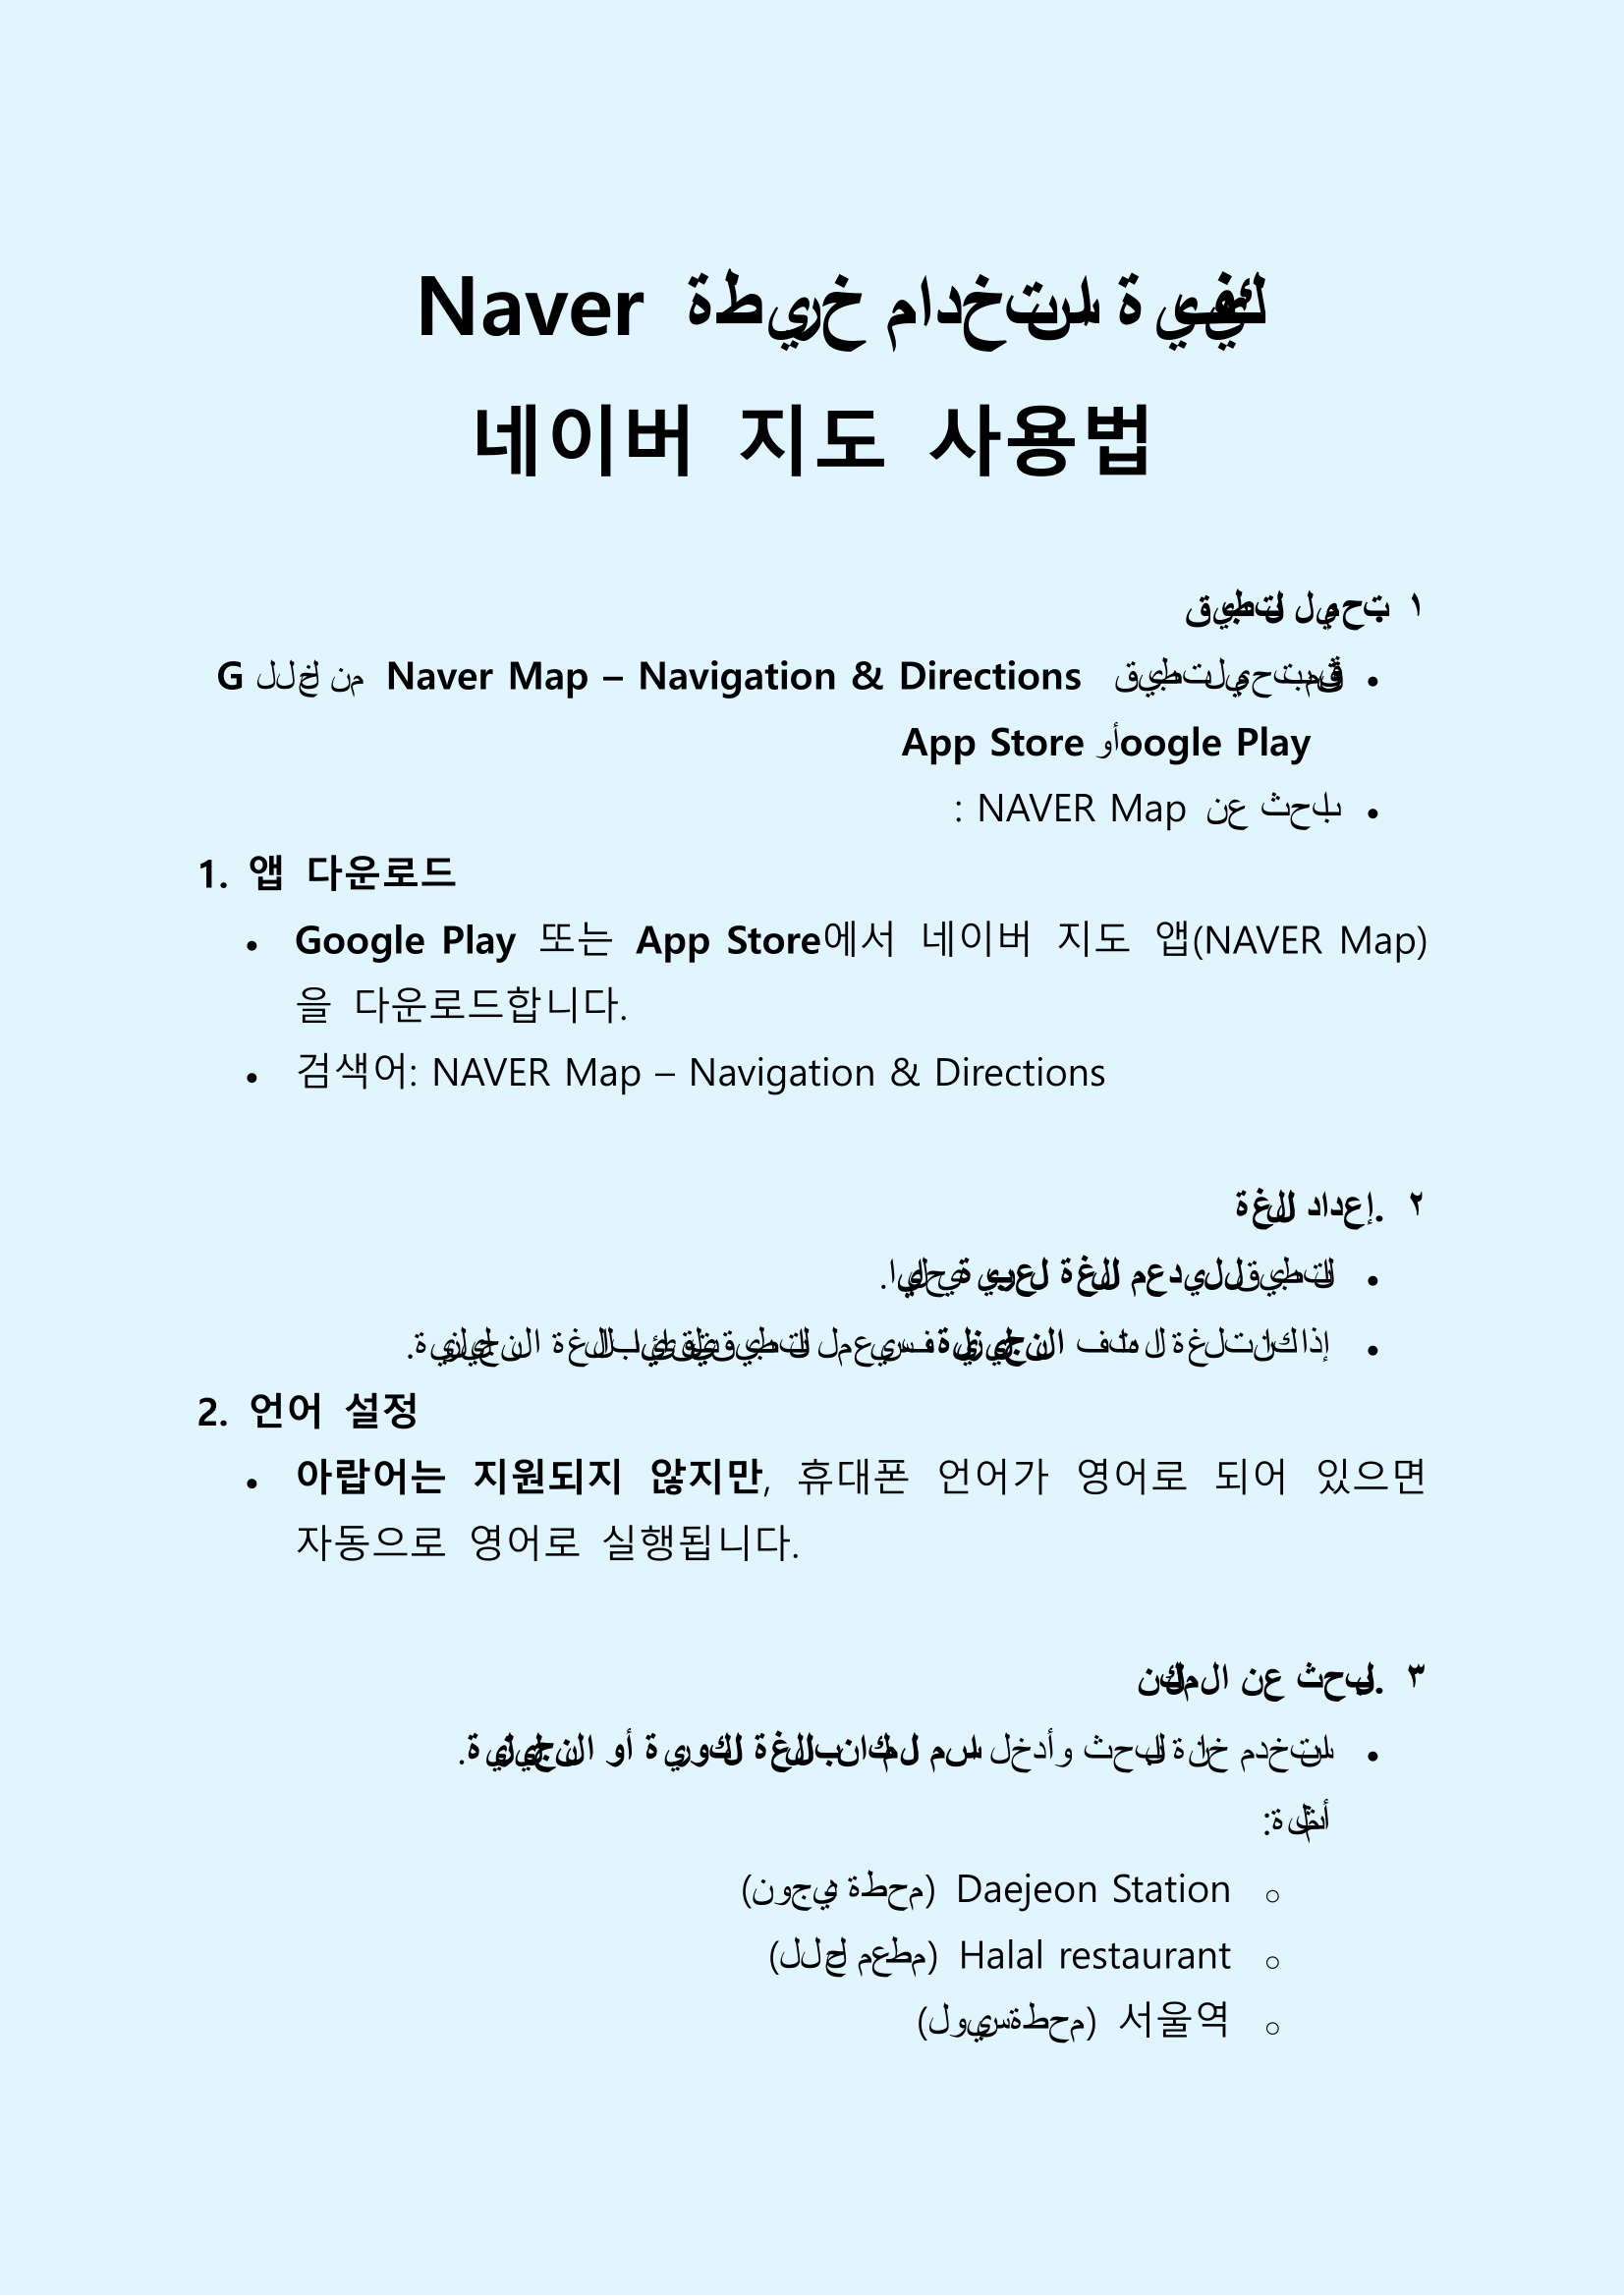 كيفية استخدام خريطة Naver
네이버 지도 사용법
١. تحميل التطبيق
• قم بتحميل تطبيق Naver Map – Navigation & Directions من خلال G
oogle Play أو App Store
• ابحث عن NAVER Map :
1. 앱 다운로드
• Google Play 또는 App Store에서 네이버 지도 앱(NAVER Map)
을 다운로드합니다.
• 검색어: NAVER Map – Navigation & Directions
٢. إعداد اللغة
• التطبيق لا يدعم اللغة العربية حاليا.
• إذا كانت لغة الهاتف الإنجليزية، فسيعمل التطبيق تلقائيا باللغة الإنجليزية.
2. 언어 설정
• 아랍어는 지원되지 않지만, 휴대폰 언어가 영어로 되어 있으면
자동으로 영어로 실행됩니다.
٣. البحث عن الأماكن
• استخدم خانة البحث وأدخل اسم المكان باللغة الكورية أو الإنجليزية.
أمثلة:
○ Daejeon Station (محطة ديجون)
○ Halal restaurant (مطعم حلال)
○ 서울역 (محطة سيول)